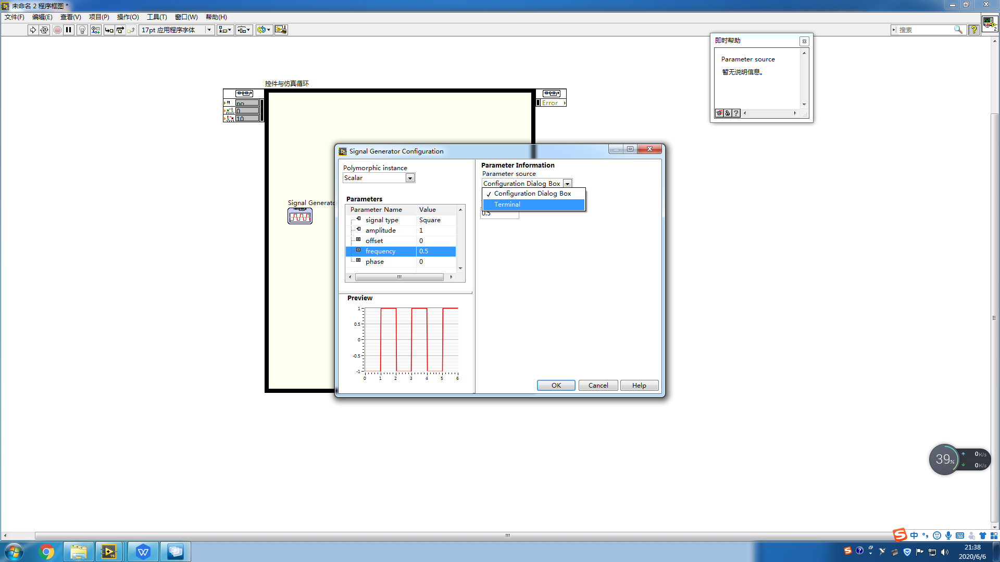 未命名 2 程序框图 *
文件(F) 编辑(E) 查看(V) 项目(P) 操作(O) 工具(T) 窗口(W) 帮助(H)
17pt 应用程序字体
搜索
?
2
即时帮助
Parameter source
暂无说明信息。
控件与仿真循环
no
0
10
Error
Signal Generator Configuration
Polymorphic instance
Scalar
Parameters
Parameter Name Value
signal type Square
amplitude 1
offset 0
frequency 0.5
phase 0
Preview
1
0.5
0
-0.5
-1
0 1 2 3 4 5 6
Parameter Information
Parameter source
Configuration Dialog Box
✓ Configuration Dialog Box
Terminal
0.5
OK Cancel Help
Signal Generato
39%
0K/s
0K/s
中
21:38
2020/6/6